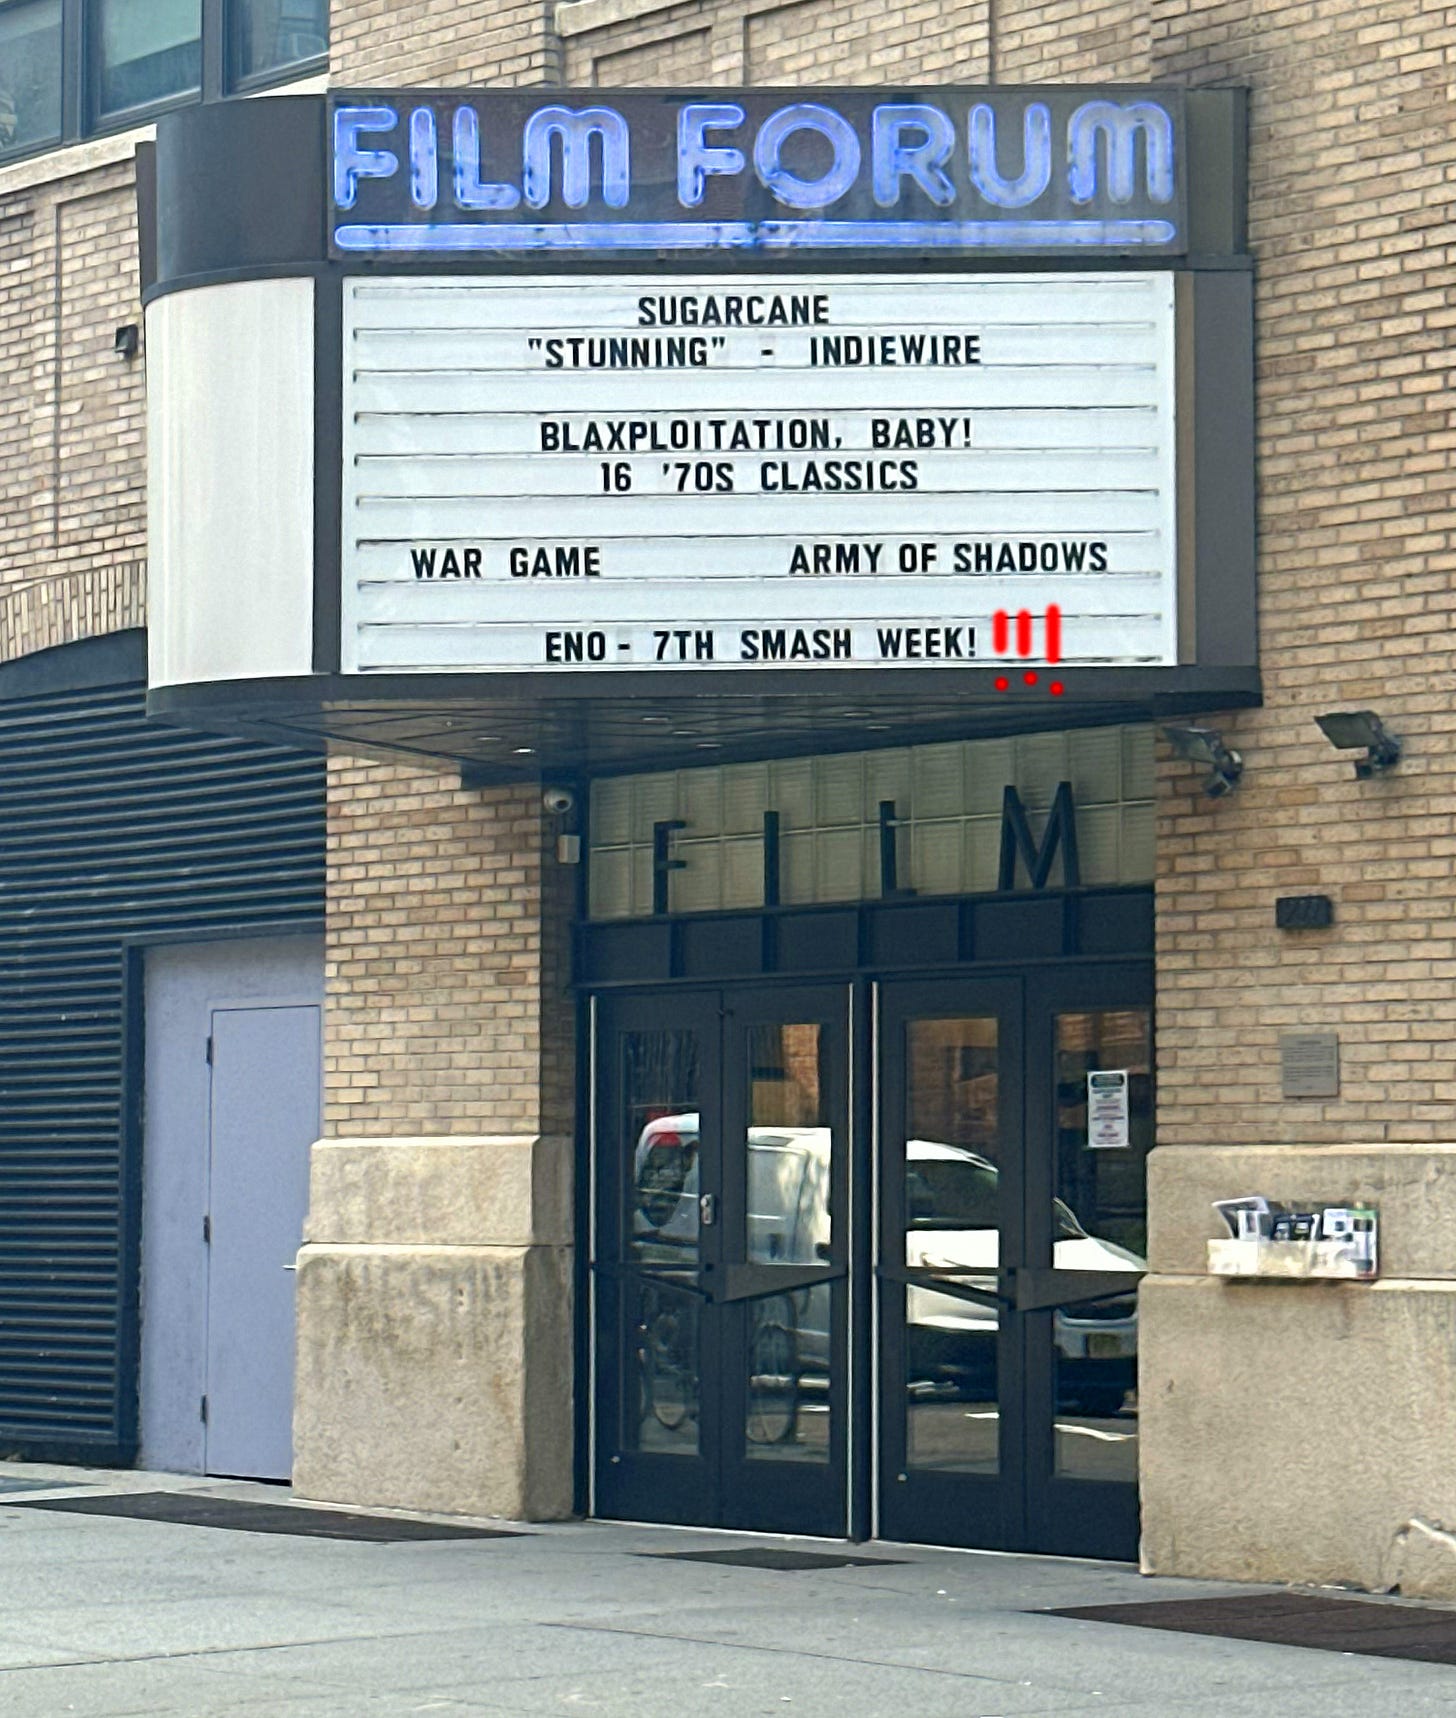 FILM FORUM
SUGARCANE
"STUNNING" - INDIEWIRE
BLAXPLOITATION, BABY!
16 '70S CLASSICS
WAR GAME ARMY OF SHADOWS
ENO - 7TH SMASH WEEK! !!!
FILM